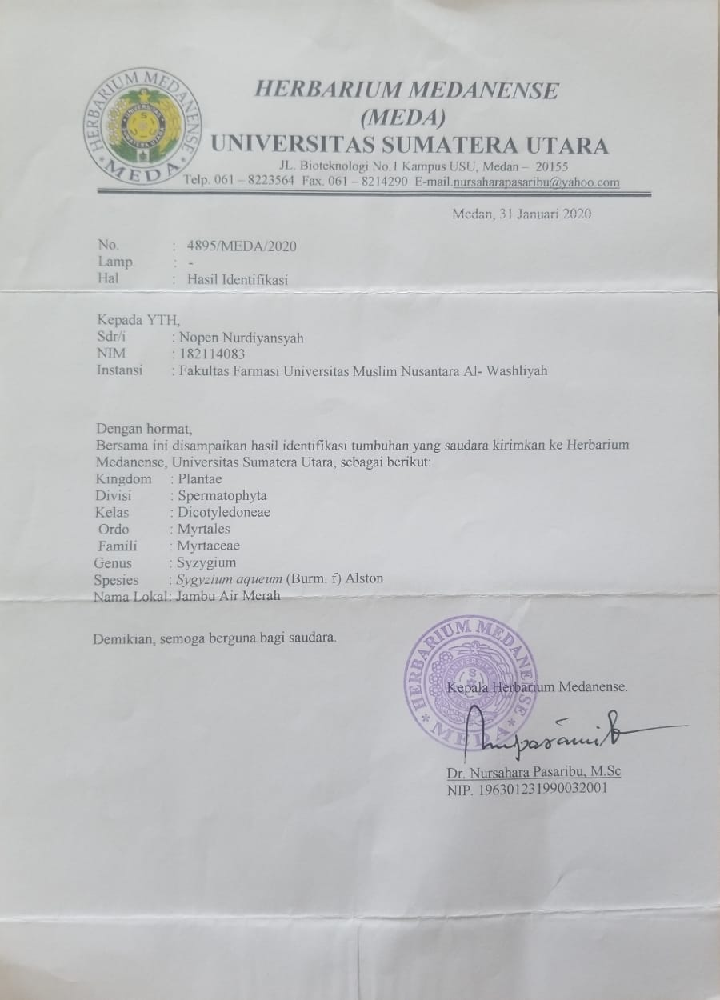 HERBARIUM MEDANENSE
MEDA
UNIVERSITAS
SUMATERA UTARA
HERBARIUM MEDANENSE
(MEDA)
UNIVERSITAS SUMATERA UTARA
JL. Bioteknologi No.1 Kampus USU, Medan – 20155
Telp. 061 – 8223564 Fax. 061 – 8214290 E-mail.nursaharapasaribu@yahoo.com
Medan, 31 Januari 2020
No. : 4895/MEDA/2020
Lamp. : -
Hal : Hasil Identifikasi
Kepada YTH,
Sdr/i : Nopen Nurdiyansyah
NIM : 182114083
Instansi : Fakultas Farmasi Universitas Muslim Nusantara Al- Washliyah
Dengan hormat,
Bersama ini disampaikan hasil identifikasi tumbuhan yang saudara kirimkan ke Herbarium
Medanense, Universitas Sumatera Utara, sebagai berikut:
Kingdom : Plantae
Divisi : Spermatophyta
Kelas : Dicotyledoneae
Ordo : Myrtales
Famili : Myrtaceae
Genus : Syzygium
Spesies : Sygyzium aqueum (Burm. f) Alston
Nama Lokal: Jambu Air Merah
Demikian, semoga berguna bagi saudara.
HERBARIUM MEDANENSE
MEDA
UNIVERSITAS
Kepala Herbarium Medanense.
Dr. Nursahara Pasaribu, M.Sc
NIP. 196301231990032001